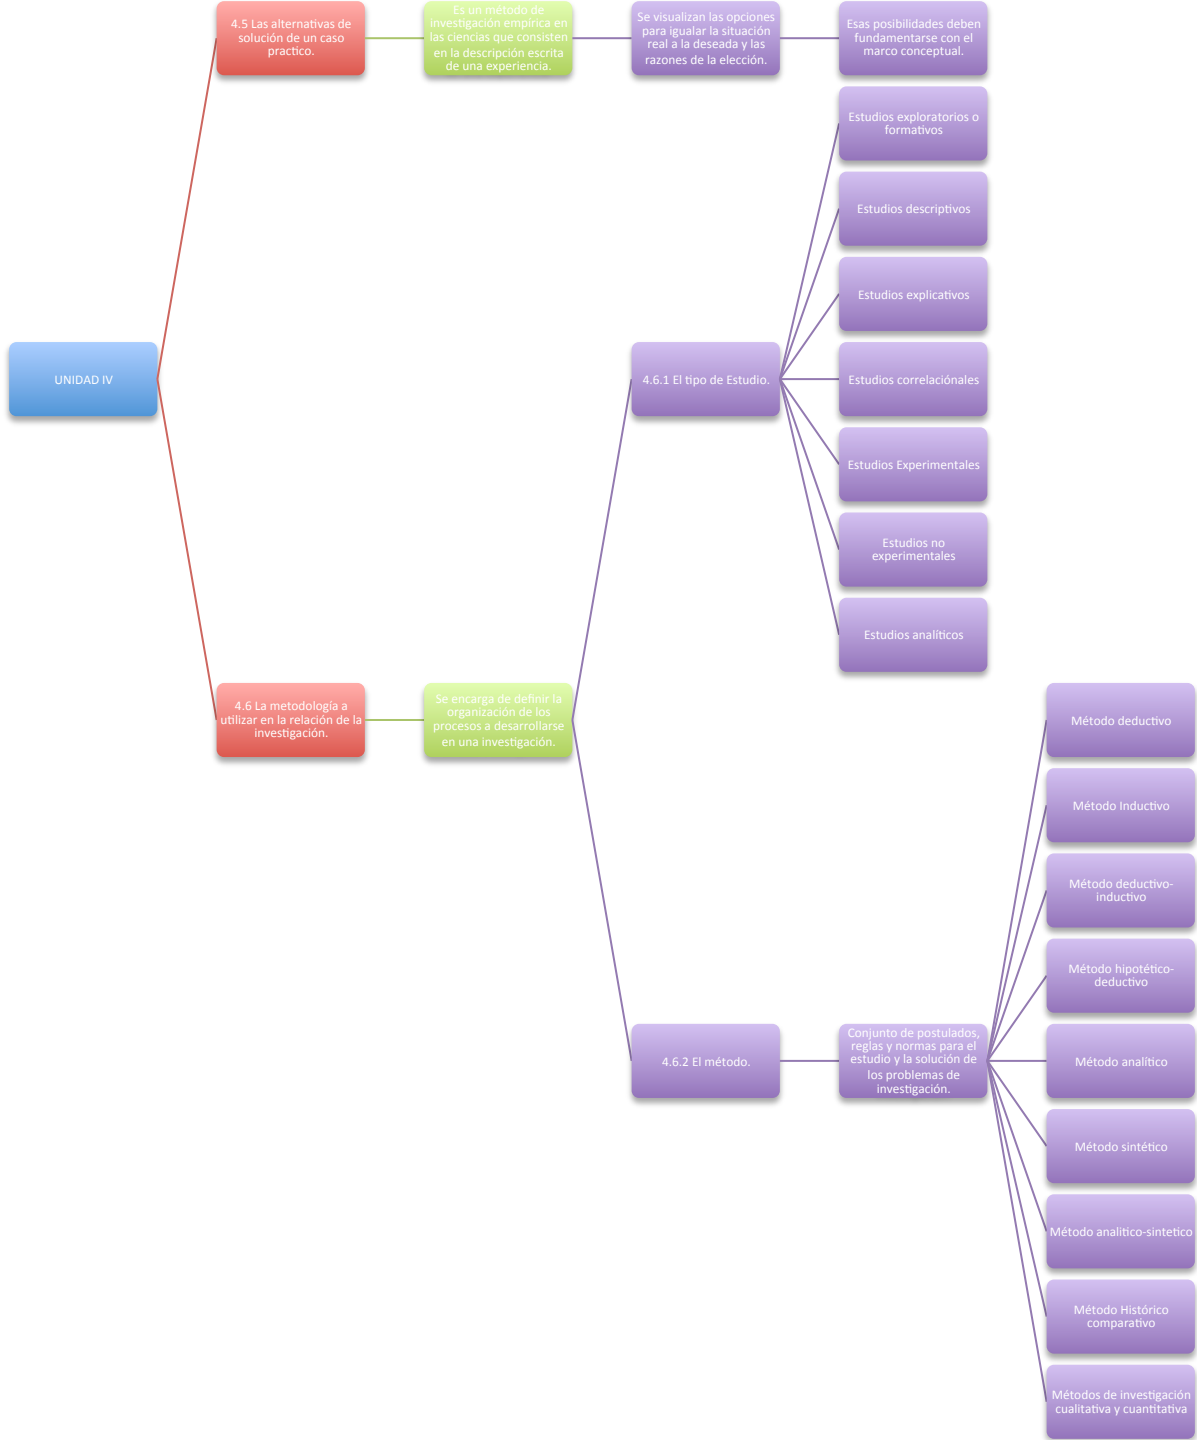 4.5 Las alternativas de
solución de un caso
practico.
Es un método de
investigación empírica en
las ciencias que consisten
en la descripción escrita
de una experiencia.
Se visualizan las opciones
para igualar la situación
real a la deseada y las
razones de la elección.
Esas posibilidades deben
fundamentarse con el
marco conceptual.
Estudios exploratorios o
formativos
Estudios descriptivos
Estudios explicativos
UNIDAD IV
4.6.1 El tipo de Estudio.
Estudios correlaciónales
Estudios Experimentales
Estudios no
experimentales
Estudios analíticos
4.6 La metodología a
utilizar en la relación de la
investigación.
Se encarga de definir la
organización de los
procesos a desarrollarse
en una investigación.
Método deductivo
Método Inductivo
Método deductivo-
inductivo
Método hipotético-
deductivo
4.6.2 El método.
Conjunto de postulados,
reglas y normas para el
estudio y la solución de
los problemas de
investigación.
Método analítico
Método sintético
Método analitico-sintetico
Método Histórico
comparativo
Métodos de investigación
cualitativa y cuantitativa